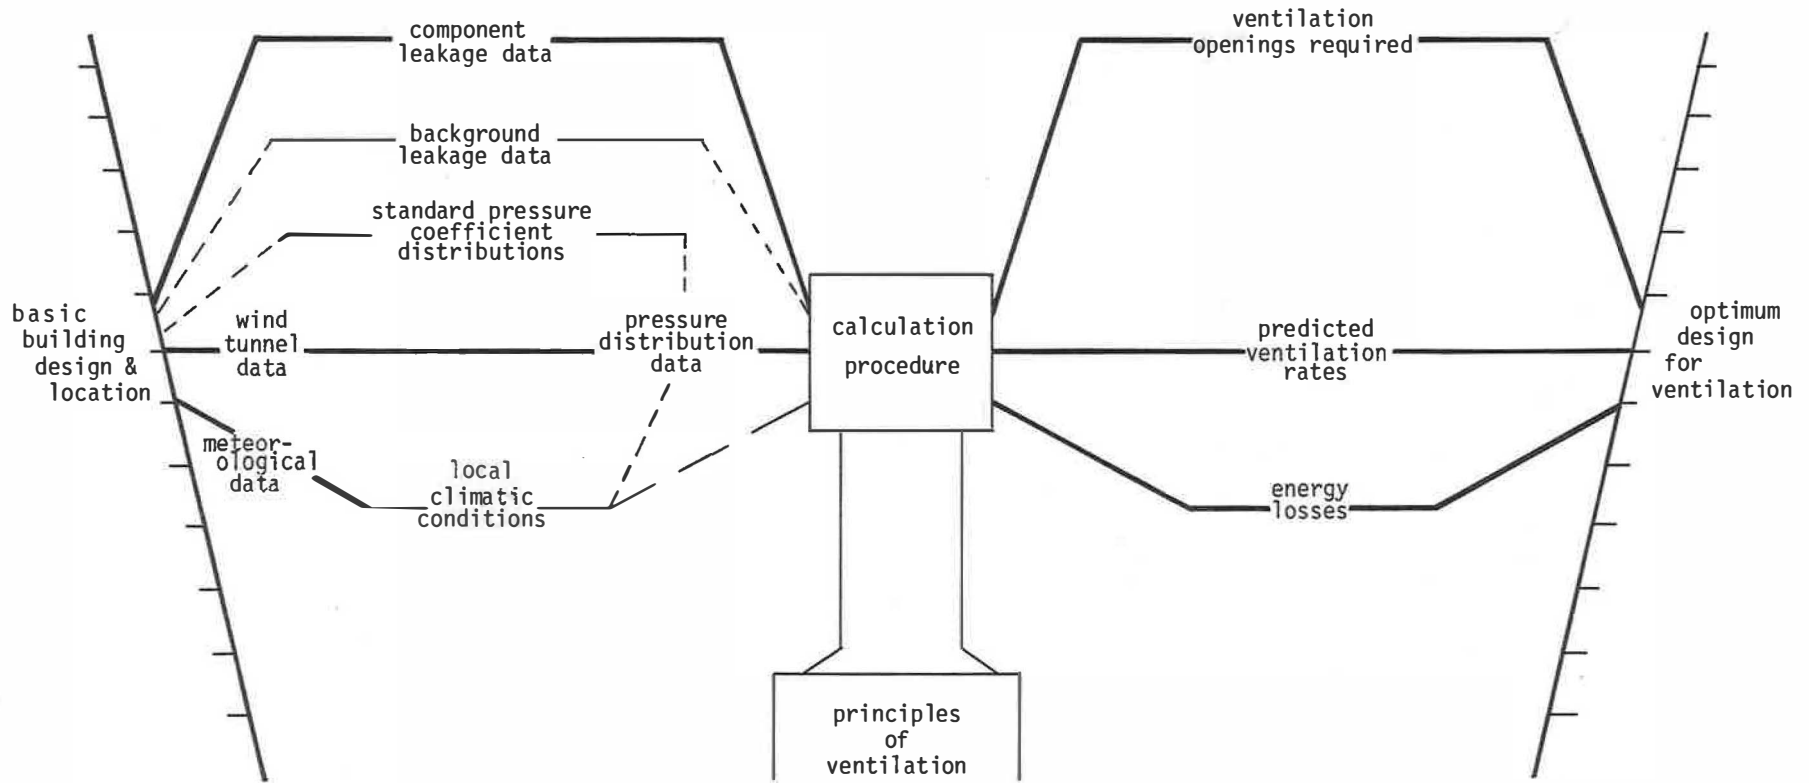 component
leakage data
background
leakage data
standard pressure
coefficient
distributions
basic
building
design &
location
wind
tunnel
data
pressure
distribution
data
meteor-
ological
data
local
climatic
conditions
calculation
procedure
principles
of
ventilation
ventilation
openings required
predicted
ventilation
rates
energy
losses
optimum
design
for
ventilation